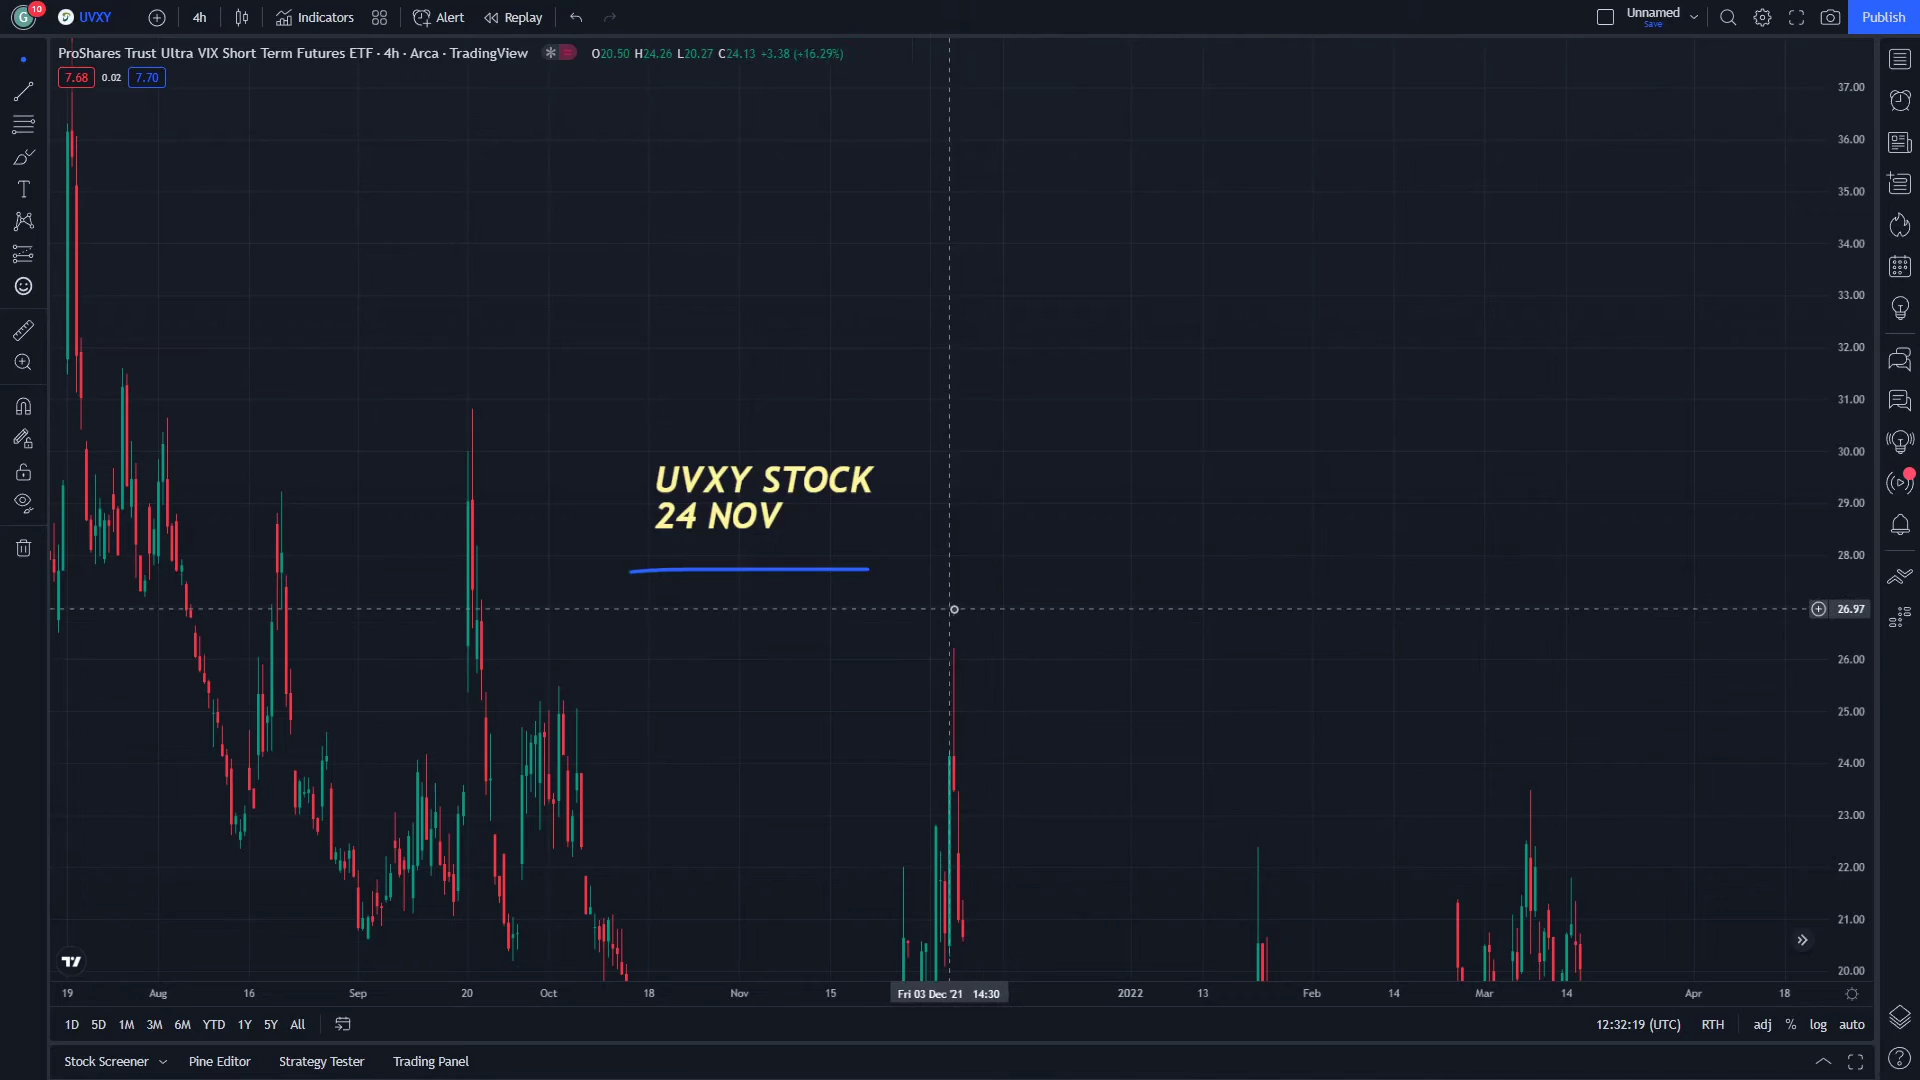 G 10 UVXY 4h Indicators Alert Replay Unnamed Save Publish
ProShares Trust Ultra VIX Short Term Futures ETF · 4h · Arca · TradingView O20.50 H24.26 L20.27 C24.13 +3.38 (+16.29%)
7.68 0.02 7.70
37.00
36.00
35.00
34.00
33.00
32.00
31.00
30.00
UVXY STOCK
29.00
24 NOV
28.00
26.97
26.00
25.00
24.00
23.00
22.00
21.00
20.00
19 Aug 16 Sep 20 Oct 18 Nov 15 Fri 03 Dec '21 14:30 2022 13 Feb 14 Mar 14 Apr 18
1D 5D 1M 3M 6M YTD 1Y 5Y All 12:32:19 (UTC) RTH adj % log auto
Stock Screener Pine Editor Strategy Tester Trading Panel